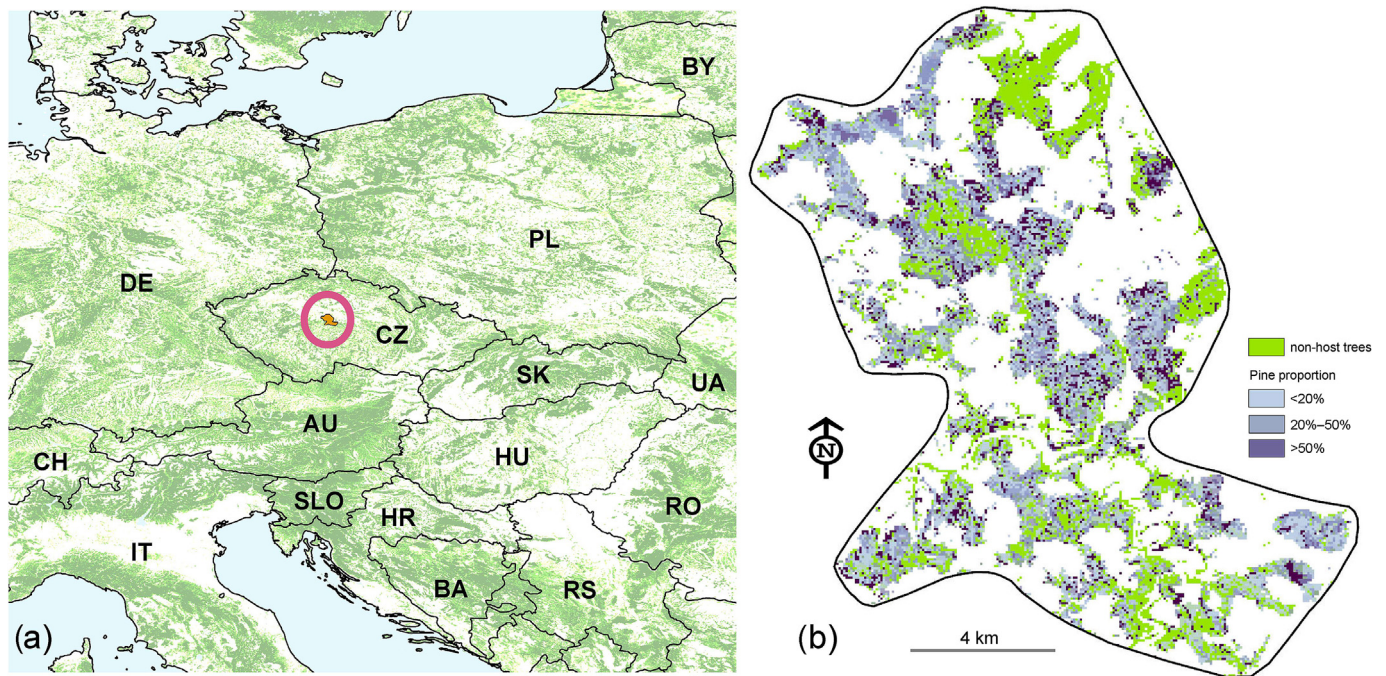 BY
PL
DE
CZ
SK
UA
AU
CH
HU
SLO
RO
HR
IT
BA
RS
(a)
non-host trees
Pine proportion
<20%
20%–50%
>50%
N
(b)
4 km